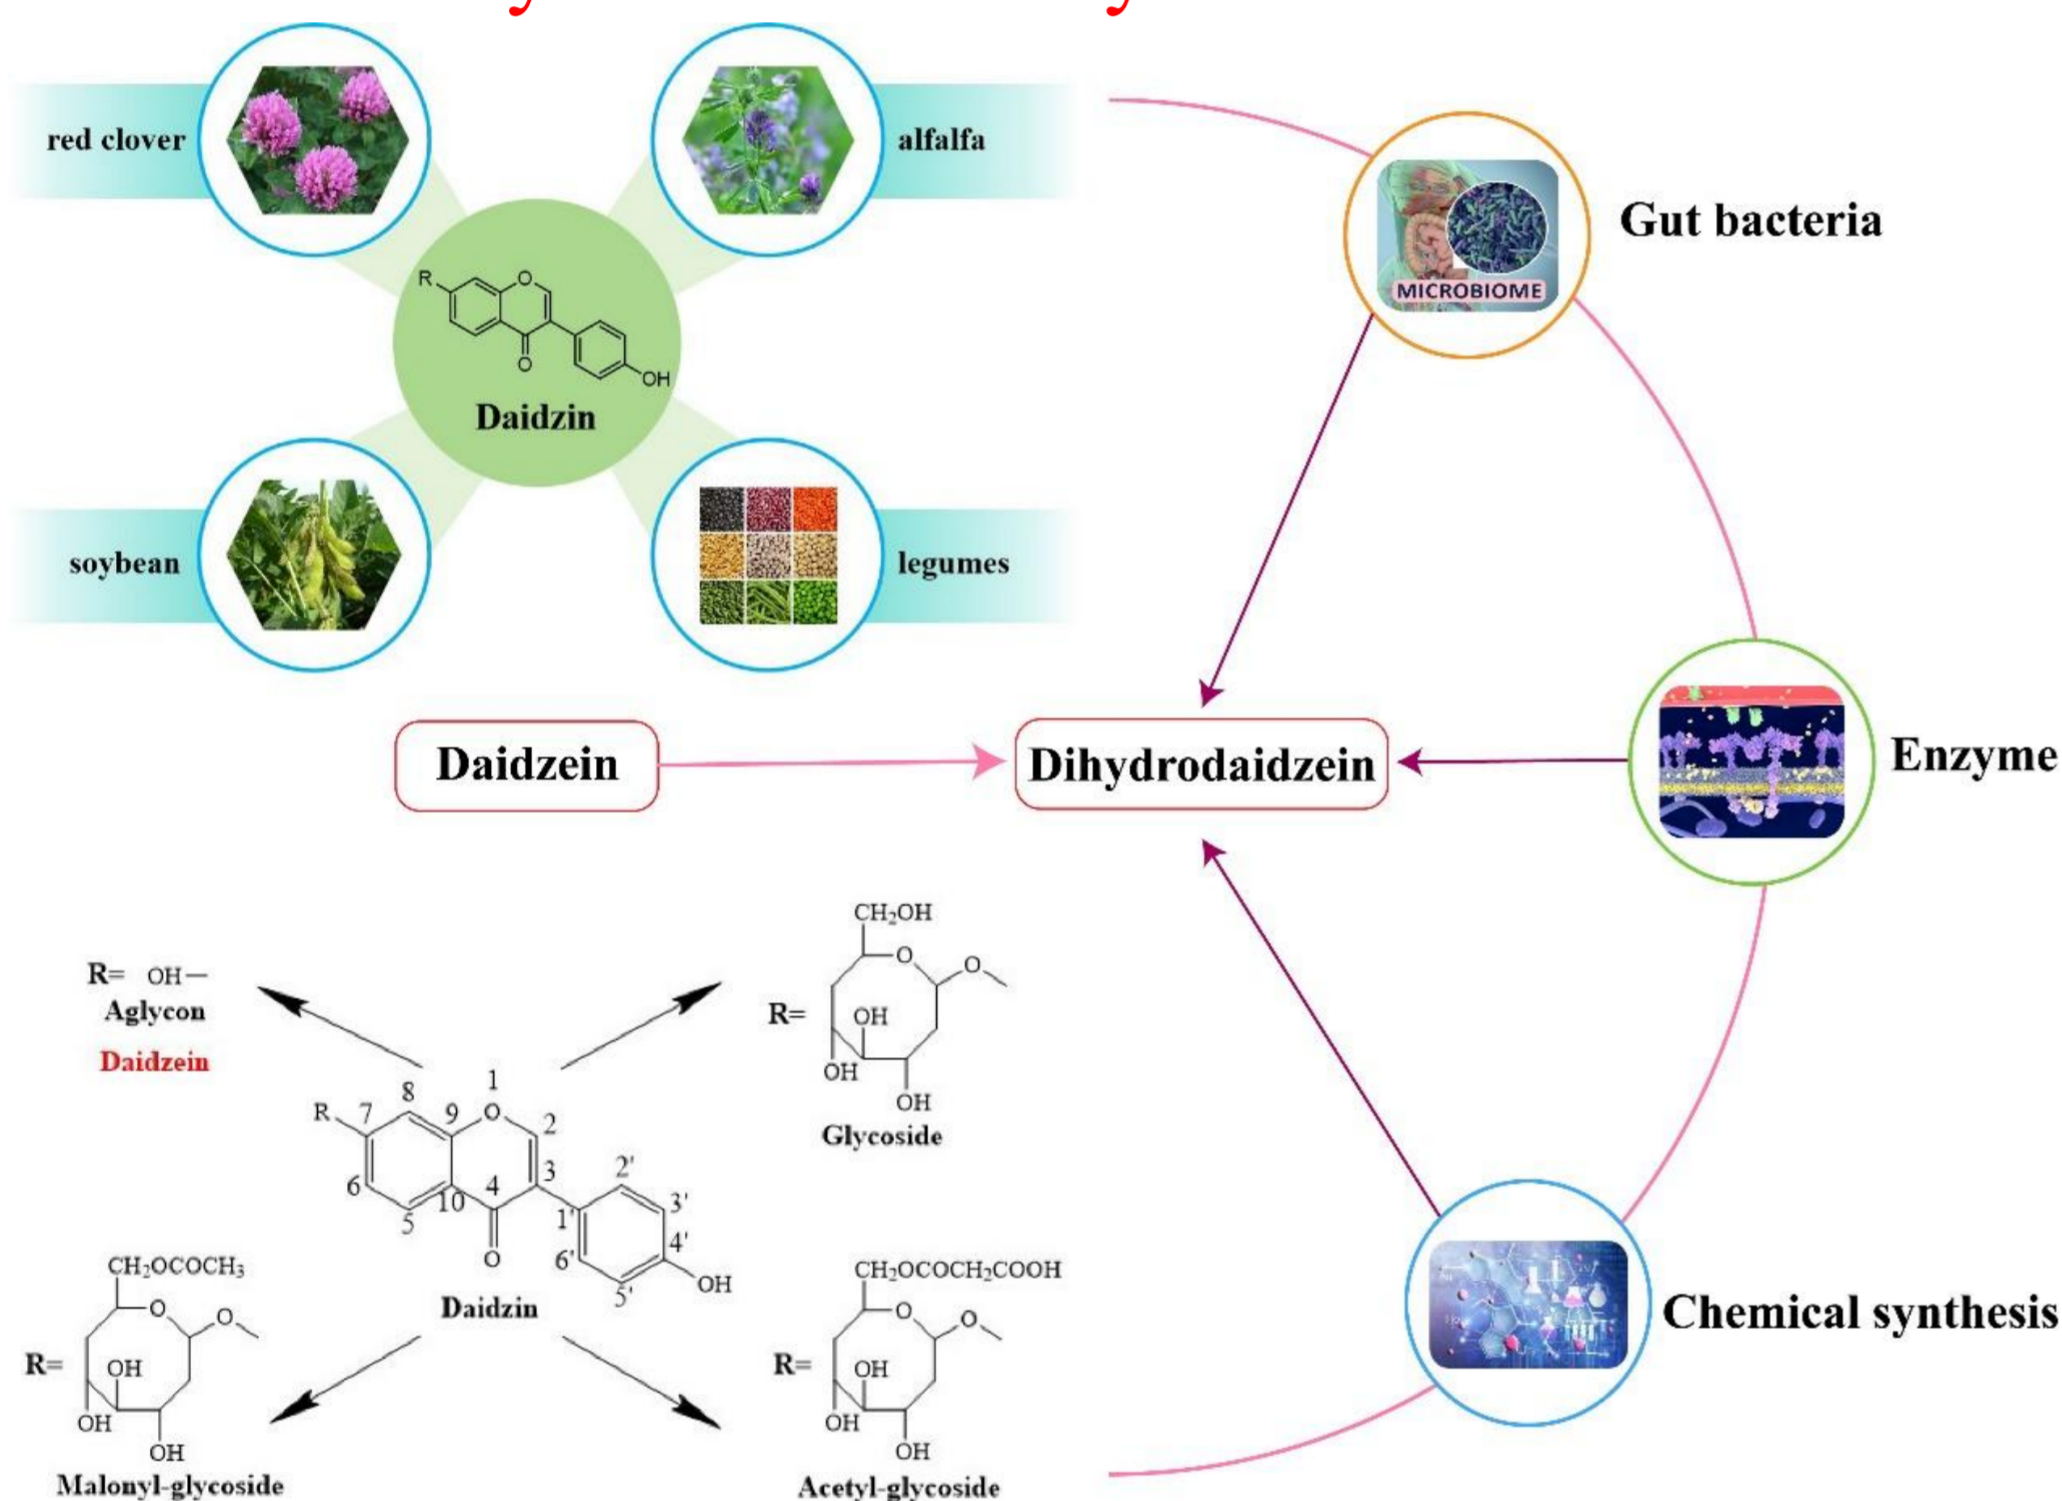 red clover
alfalfa
R
O
O
OH
Daidzin
soybean
legumes
Gut bacteria
MICROBIOME
Enzyme
Chemical synthesis
Daidzein
Dihydrodaidzein
R= OH
Aglycon
Daidzein
CH₂OH
O
O
R=
OH
OH
OH
Glycoside
R
7
8
9
1
O
2
3
4
10
5
6
O
1'
2'
3'
4'
5'
6'
OH
Daidzin
CH₂OCOCH₃
O
O
R=
OH
OH
OH
Malonyl-glycoside
CH₂OCOCH₂COOH
O
O
R=
OH
OH
OH
Acetyl-glycoside